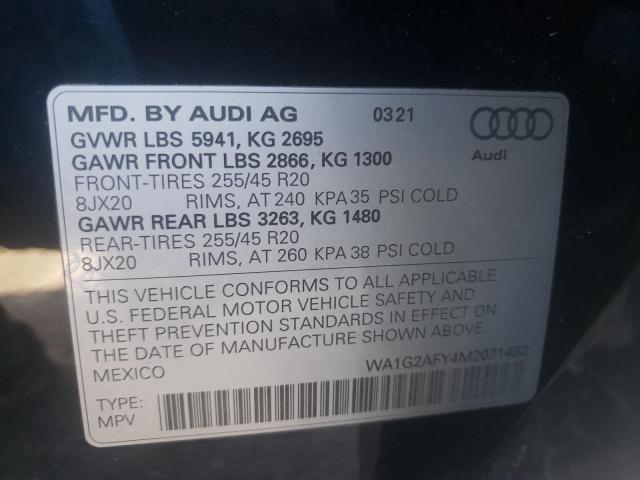 MFD. BY AUDI AG 0321
GVWR LBS 5941, KG 2695
GAWR FRONT LBS 2866, KG 1300
Audi
FRONT-TIRES 255/45 R20
8JX20 RIMS, AT 240 KPA 35 PSI COLD
GAWR REAR LBS 3263, KG 1480
REAR-TIRES 255/45 R20
8JX20 RIMS, AT 260 KPA 38 PSI COLD
THIS VEHICLE CONFORMS TO ALL APPLICABLE
U.S. FEDERAL MOTOR VEHICLE SAFETY AND
THEFT PREVENTION STANDARDS IN EFFECT ON
THE DATE OF MANUFACTURE SHOWN ABOVE.
MEXICO
WA1G2AFY4M2071492
TYPE:
MPV